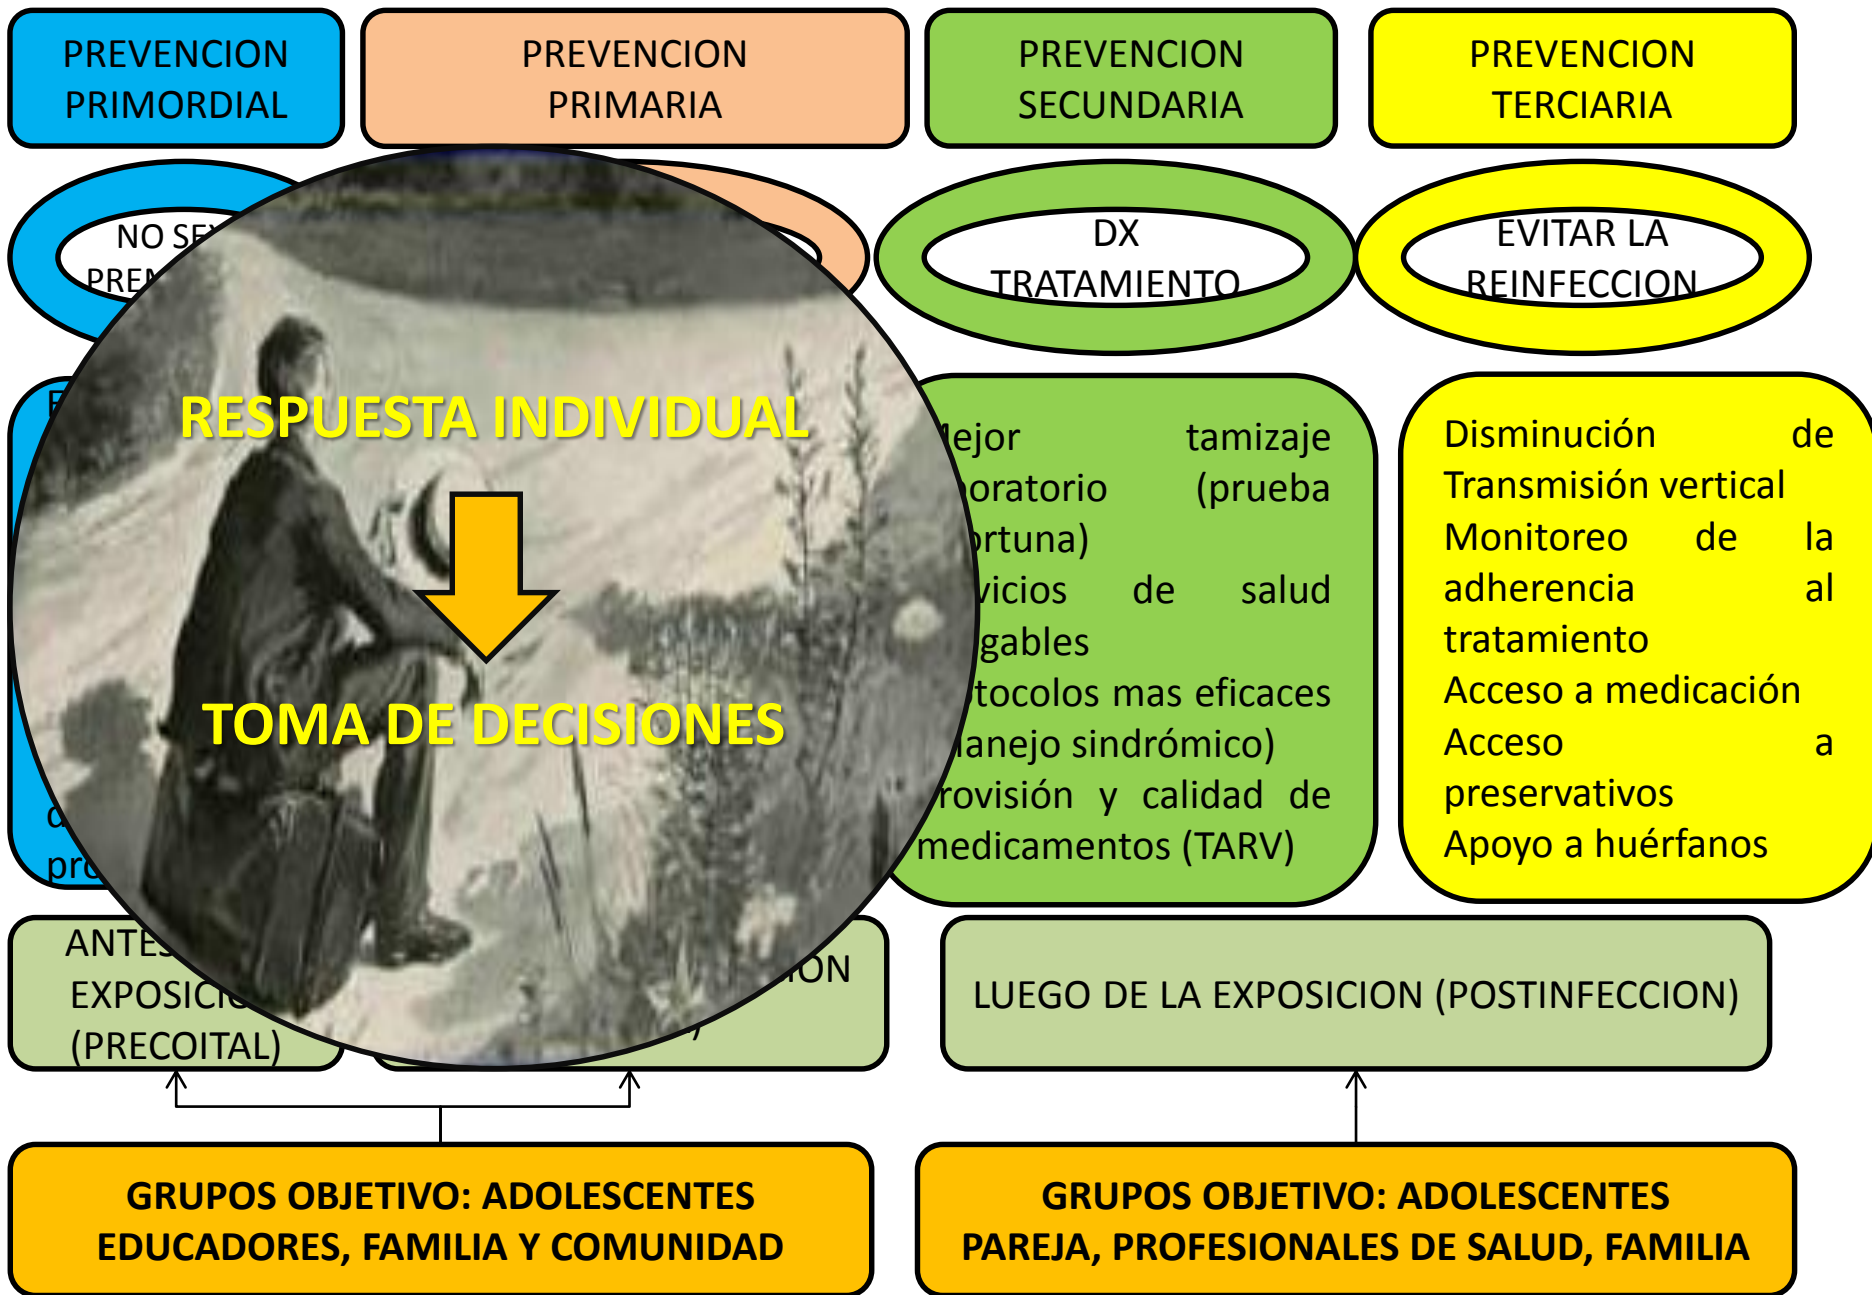 PREVENCION
PRIMORDIAL
PREVENCION
PRIMARIA
PREVENCION
SECUNDARIA
PREVENCION
TERCIARIA
NO
DX
TRATAMIENTO
EVITAR LA
REINFECCION
RESPUESTA INDIVIDUAL
TOMA DE DECISIONES
tamizaje
(prueba
de salud
mas eficaces
sindrómico)
y calidad de
medicamentos (TARV)
Disminución de
Transmisión vertical
Monitoreo de la
adherencia al
tratamiento
Acceso a medicación
Acceso a
preservativos
Apoyo a huérfanos
ANTES
(PRECOITAL)
LUEGO DE LA EXPOSICION (POSTINFECCION)
GRUPOS OBJETIVO: ADOLESCENTES
EDUCADORES, FAMILIA Y COMUNIDAD
GRUPOS OBJETIVO: ADOLESCENTES
PAREJA, PROFESIONALES DE SALUD, FAMILIA